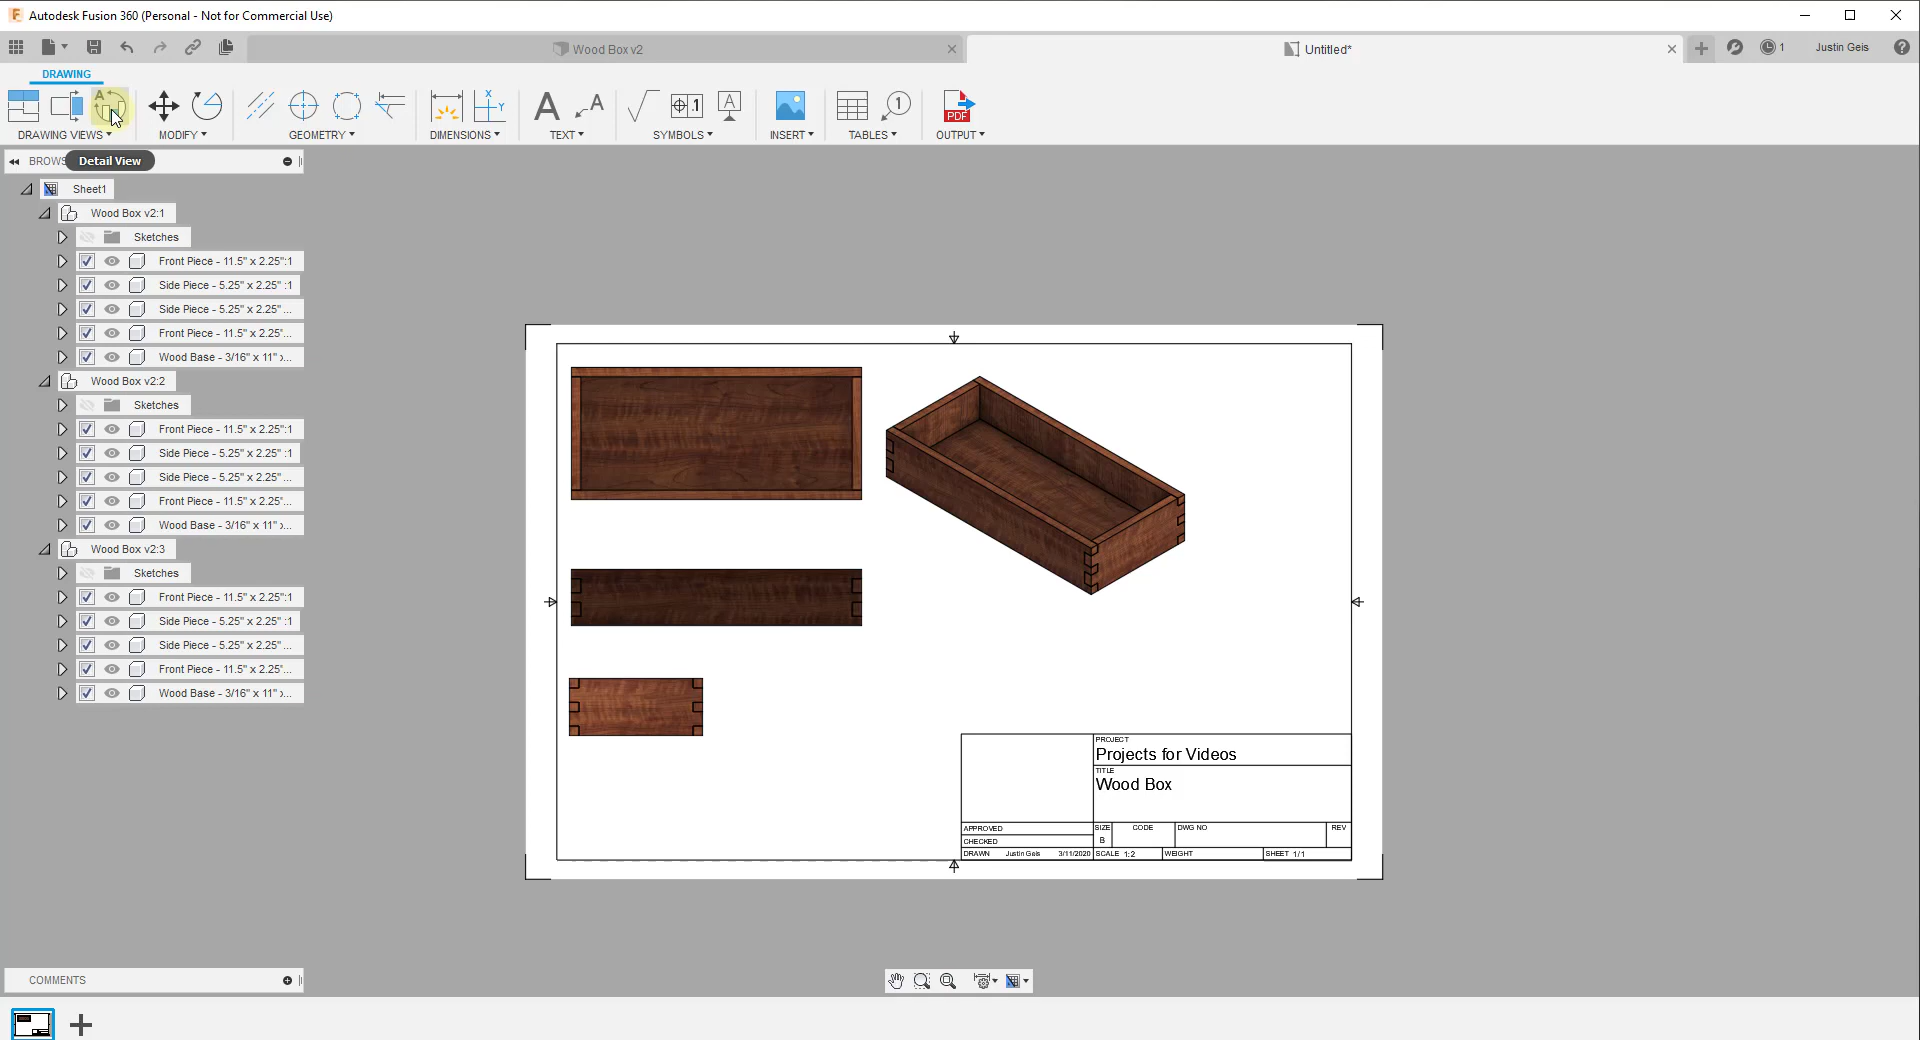 Autodesk Fusion 360 (Personal - Not for Commercial Use)
Wood Box v2
Untitled*
1
Justin Geis
DRAWING
DRAWING VIEWS
MODIFY
GEOMETRY
DIMENSIONS
TEXT
SYMBOLS
INSERT
TABLES
OUTPUT
BROWS
Detail View
Sheet1
Wood Box v2:1
Sketches
Front Piece - 11.5" x 2.25":1
Side Piece - 5.25" x 2.25" :1
Side Piece - 5.25" x 2.25" ...
Front Piece - 11.5" x 2.25"...
Wood Base - 3/16" x 11" x...
Wood Box v2:2
Sketches
Front Piece - 11.5" x 2.25":1
Side Piece - 5.25" x 2.25" :1
Side Piece - 5.25" x 2.25" ...
Front Piece - 11.5" x 2.25"...
Wood Base - 3/16" x 11" x...
Wood Box v2:3
Sketches
Front Piece - 11.5" x 2.25":1
Side Piece - 5.25" x 2.25" :1
Side Piece - 5.25" x 2.25" ...
Front Piece - 11.5" x 2.25"...
Wood Base - 3/16" x 11" x...
PROJECT
Projects for Videos
TITLE
Wood Box
APPROVED
CHECKED
DRAWN Justin Geis 3/11/2020
SIZE
B
CODE
DWG NO
REV
SCALE 1:2
WEIGHT
SHEET 1/1
COMMENTS